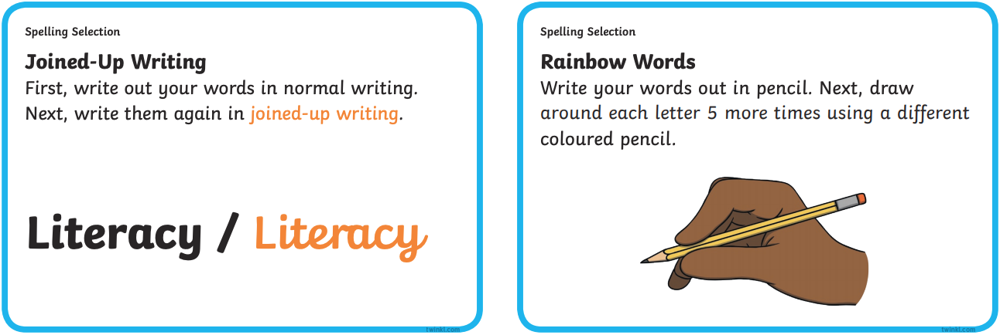 Spelling Selection
Joined-Up Writing
First, write out your words in normal writing.
Next, write them again in joined-up writing.
Literacy / Literacy
twinkl.com
Spelling Selection
Rainbow Words
Write your words out in pencil. Next, draw
around each letter 5 more times using a different
coloured pencil.
twinkl.com